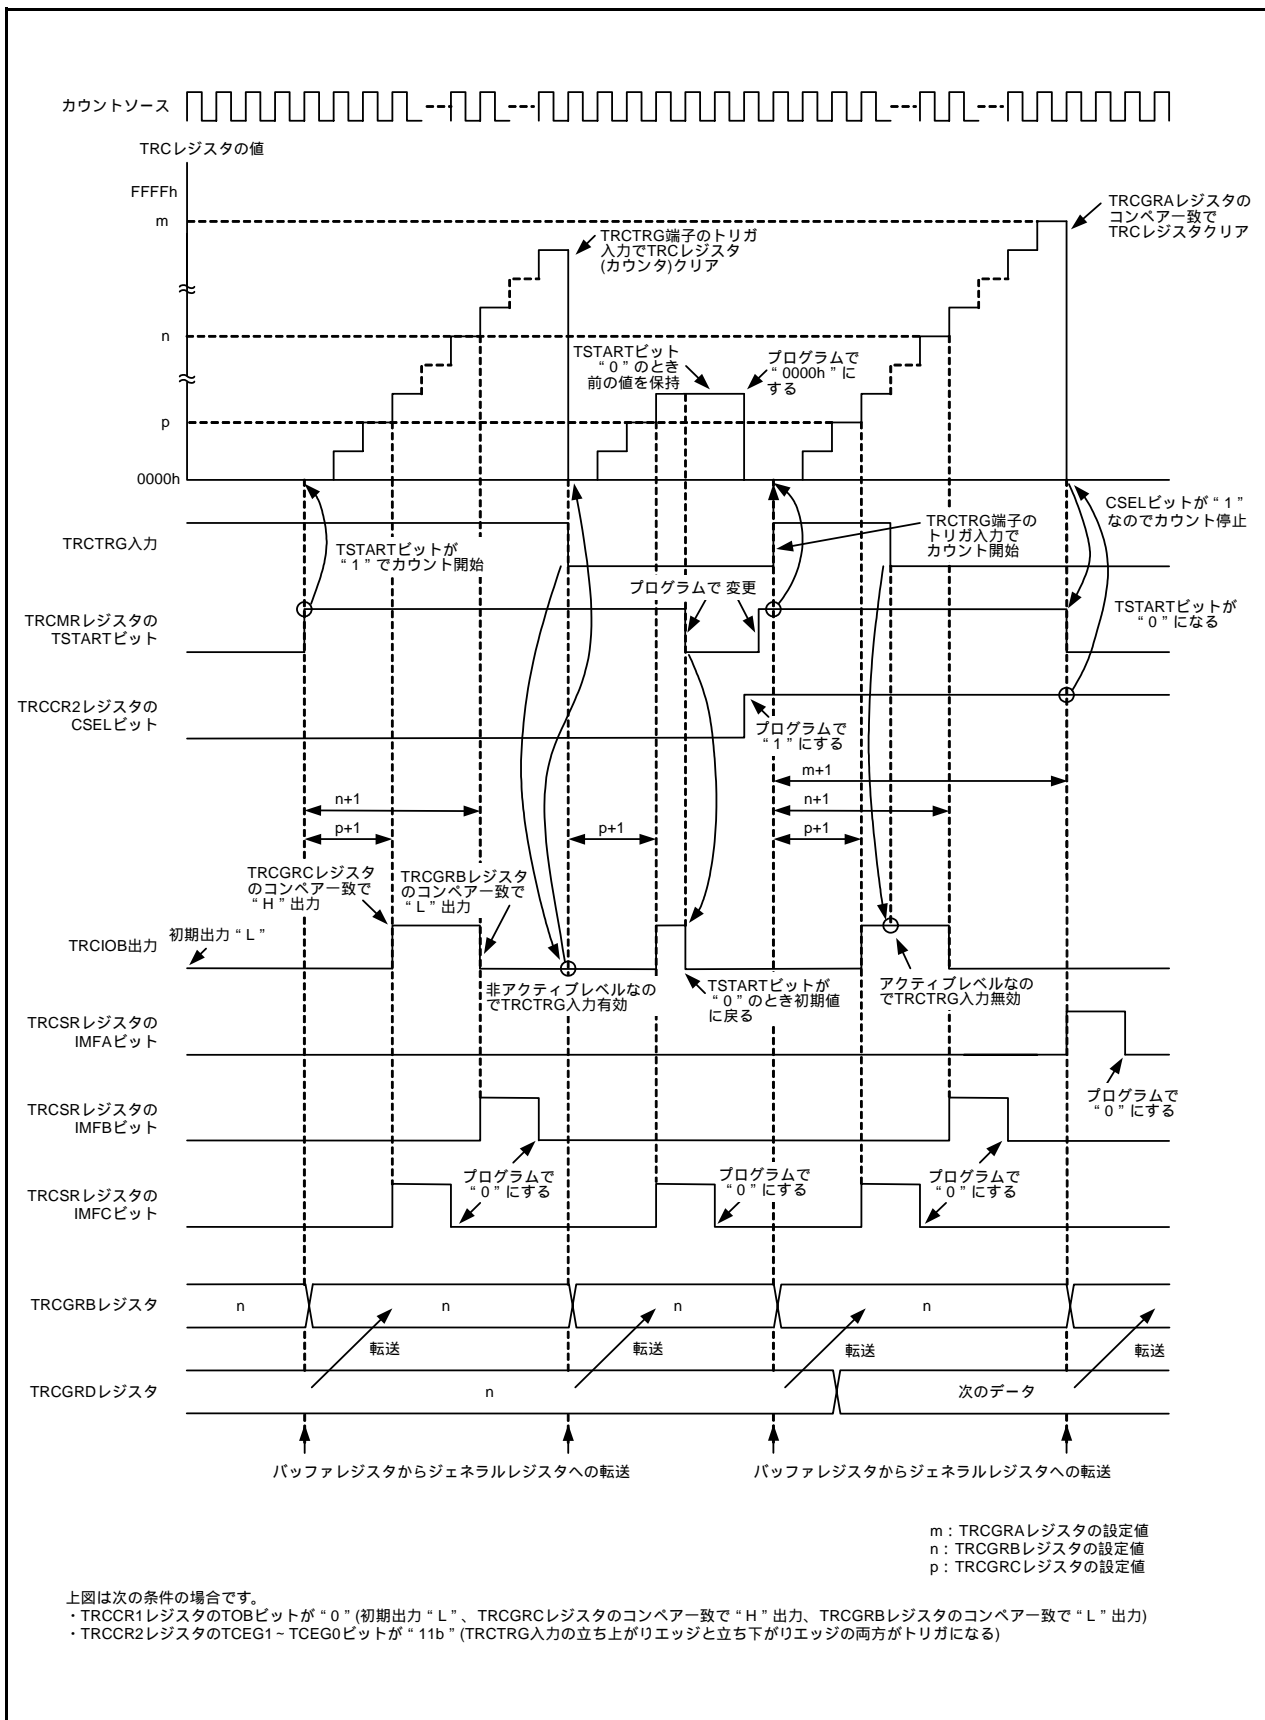 カウントソース
TRCレジスタの値
FFFFh
m
n
p
0000h
TRCTRG端子のトリガ
入力でTRCレジスタ
(カウンタ)クリア
TRCGRAレジスタの
コンペア一致で
TRCレジスタクリア
TSTARTビット
“0”のとき
前の値を保持
プログラムで
“0000h”に
する
TRCTRG入力
TSTARTビットが
“1”でカウント開始
TRCTRG端子の
トリガ入力で
カウント開始
CSELビットが“1”
なのでカウント停止
TRCMRレジスタの
TSTARTビット
プログラムで 変更
TSTARTビットが
“0”になる
TRCCR2レジスタの
CSELビット
プログラムで
“1”にする
m+1
n+1
n+1
p+1
p+1
p+1
TRCGRCレジスタ
のコンペア一致で
“H”出力
TRCGRBレジスタ
のコンペア一致で
“L”出力
TRCIOB出力
初期出力“L”
非アクティブレベルなの
でTRCTRG入力有効
TSTARTビットが
“0”のとき初期値
に戻る
アクティブレベルなの
でTRCTRG入力無効
TRCSRレジスタの
IMFAビット
プログラムで
“0”にする
TRCSRレジスタの
IMFBビット
プログラムで
“0”にする
プログラムで
“0”にする
プログラムで
“0”にする
TRCSRレジスタの
IMFCビット
TRCGRBレジスタ
n
n
n
n
転送
転送
転送
転送
TRCGRDレジスタ
n
次のデータ
バッファレジスタからジェネラルレジスタへの転送
バッファレジスタからジェネラルレジスタへの転送
m：TRCGRAレジスタの設定値
n：TRCGRBレジスタの設定値
p：TRCGRCレジスタの設定値
上図は次の条件の場合です。
・TRCCR1レジスタのTOBビットが“0”(初期出力“L”、TRCGRCレジスタのコンペア一致で“H”出力、TRCGRBレジスタのコンペア一致で“L”出力)
・TRCCR2レジスタのTCEG1～TCEG0ビットが“11b”(TRCTRG入力の立ち上がりエッジと立ち下がりエッジの両方がトリガになる)